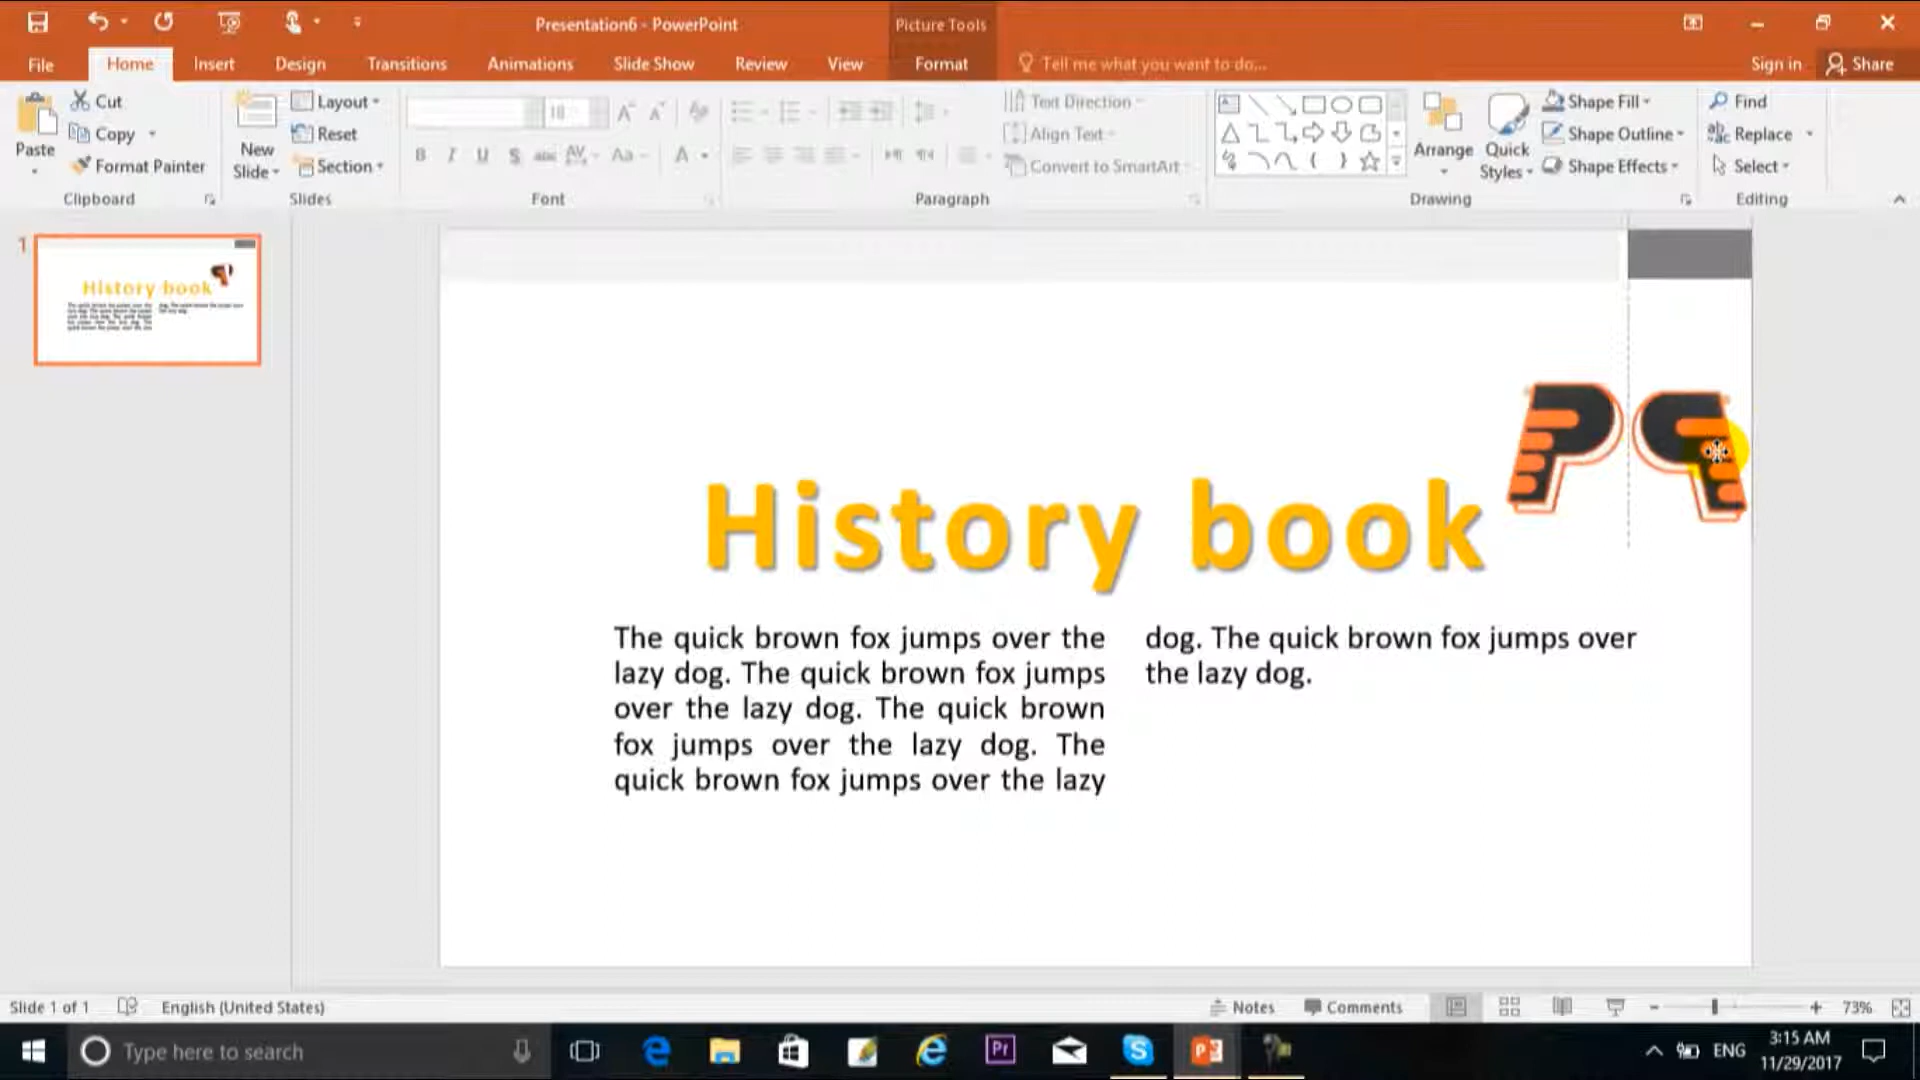 Presentation6 - PowerPoint
Picture Tools
File
Home
Insert
Design
Transitions
Animations
Slide Show
Review
View
Format
Tell me what you want to do...
Sign in
Share
Paste
Cut
Copy
Format Painter
Clipboard
New
Slide
Layout
Reset
Section
Slides
18
B I U S abc AV Aa A
Font
Text Direction
Align Text
Convert to SmartArt
Paragraph
Arrange
Quick
Styles
Shape Fill
Shape Outline
Shape Effects
Drawing
Find
Replace
Select
Editing
1
History book
P P
History book
The quick brown fox jumps over the
lazy dog. The quick brown fox jumps
over the lazy dog. The quick brown
fox jumps over the lazy dog. The
quick brown fox jumps over the lazy
dog. The quick brown fox jumps over
the lazy dog.
Slide 1 of 1
English (United States)
Notes
Comments
73%
Type here to search
Pr
ENG
3:15 AM
11/29/2017